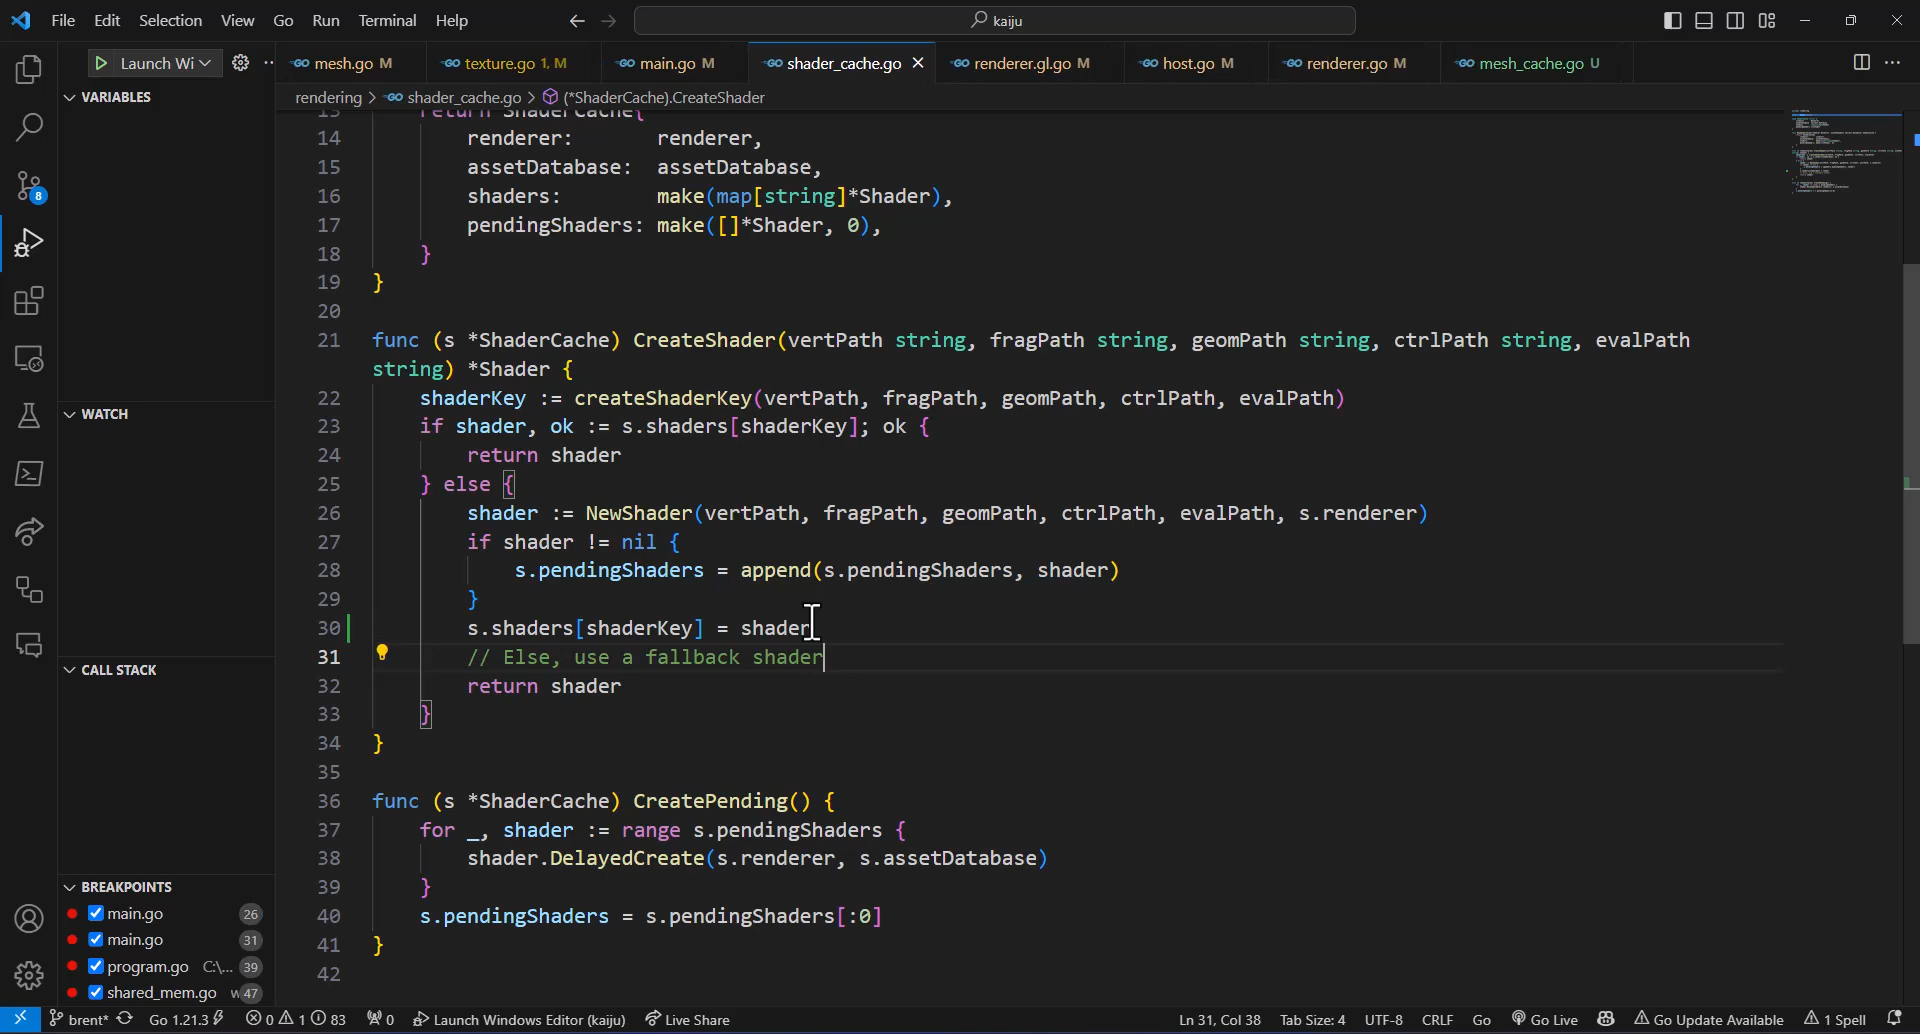 File Edit Selection View Go Run Terminal Help
kaiju
Launch Wi
mesh.go M
texture.go 1, M
main.go M
shader_cache.go
renderer.gl.go M
host.go M
renderer.go M
mesh_cache.go U
rendering > shader_cache.go > (*ShaderCache).CreateShader
VARIABLES
WATCH
CALL STACK
BREAKPOINTS
main.go 26
main.go 31
program.go C:\... 39
shared_mem.go w 47
8
13 return ShaderCache{
14 renderer: renderer,
15 assetDatabase: assetDatabase,
16 shaders: make(map[string]*Shader),
17 pendingShaders: make([]*Shader, 0),
18 }
19 }
20
21 func (s *ShaderCache) CreateShader(vertPath string, fragPath string, geomPath string, ctrlPath string, evalPath
string) *Shader {
22 shaderKey := createShaderKey(vertPath, fragPath, geomPath, ctrlPath, evalPath)
23 if shader, ok := s.shaders[shaderKey]; ok {
24 return shader
25 } else {
26 shader := NewShader(vertPath, fragPath, geomPath, ctrlPath, evalPath, s.renderer)
27 if shader != nil {
28 s.pendingShaders = append(s.pendingShaders, shader)
29 }
30 s.shaders[shaderKey] = shader
31 // Else, use a fallback shader
32 return shader
33 }
34 }
35
36 func (s *ShaderCache) CreatePending() {
37 for _, shader := range s.pendingShaders {
38 shader.DelayedCreate(s.renderer, s.assetDatabase)
39 }
40 s.pendingShaders = s.pendingShaders[:0]
41 }
42
brent* Go 1.21.3 0 1 83 0 Launch Windows Editor (kaiju) Live Share
Ln 31, Col 38 Tab Size: 4 UTF-8 CRLF Go Go Live Go Update Available 1 Spell